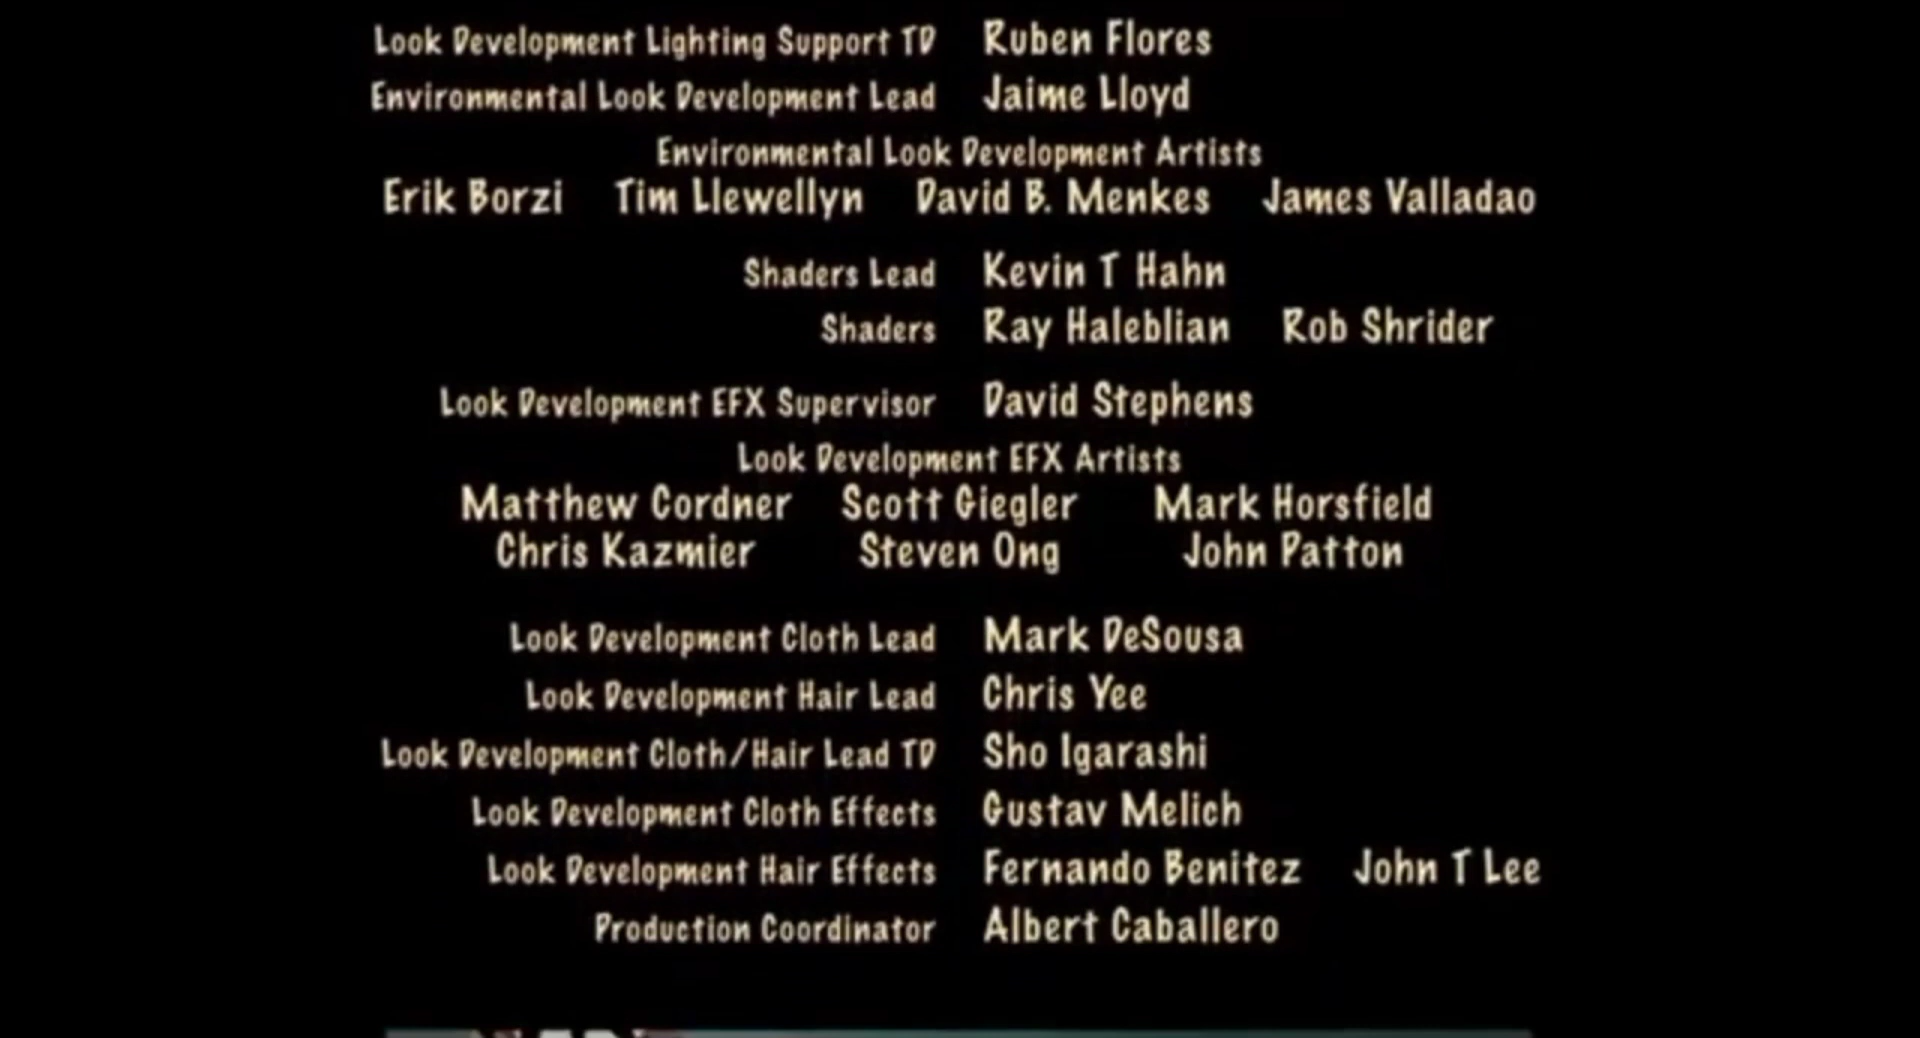 Look Development Lighting Support TD Ruben Flores
Environmental Look Development Lead Jaime Lloyd
Environmental Look Development Artists
Erik Borzi Tim Llewellyn David B. Menkes James Valladao
Shaders Lead Kevin T Hahn
Shaders Ray Haleblian Rob Shrider
Look Development EFX Supervisor David Stephens
Look Development EFX Artists
Matthew Cordner Scott Giegler Mark Horsfield
Chris Kazmier Steven Ong John Patton
Look Development Cloth Lead Mark DeSousa
Look Development Hair Lead Chris Yee
Look Development Cloth/Hair Lead TD Sho Igarashi
Look Development Cloth Effects Gustav Melich
Look Development Hair Effects Fernando Benitez John T Lee
Production Coordinator Albert Caballero